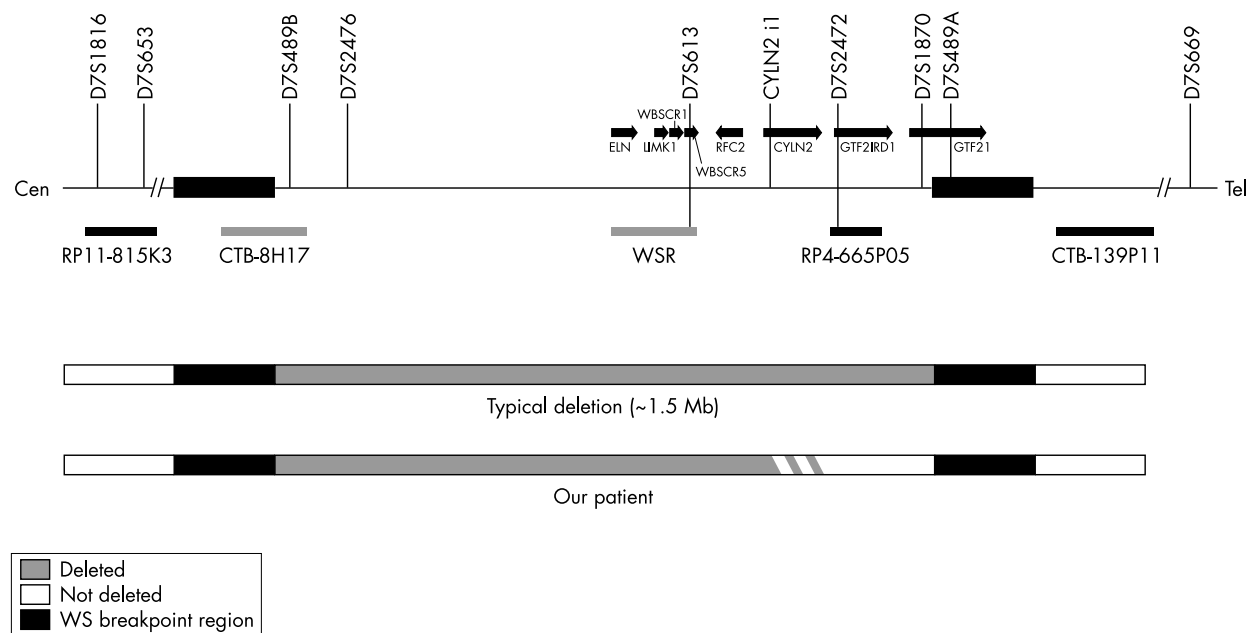 D7S1816
D7S653
D7S489B
D7S2476
D7S613
CYLN2 i1
D7S2472
D7S1870
D7S489A
D7S669
WBSCR1
ELN
LIMK1
RFC2
CYLN2
GTF2IRD1
GTF21
WBSCR5
Cen
Tel
RP11-815K3
CTB-8H17
WSR
RP4-665P05
CTB-139P11
Typical deletion (~1.5 Mb)
Our patient
Deleted
Not deleted
WS breakpoint region